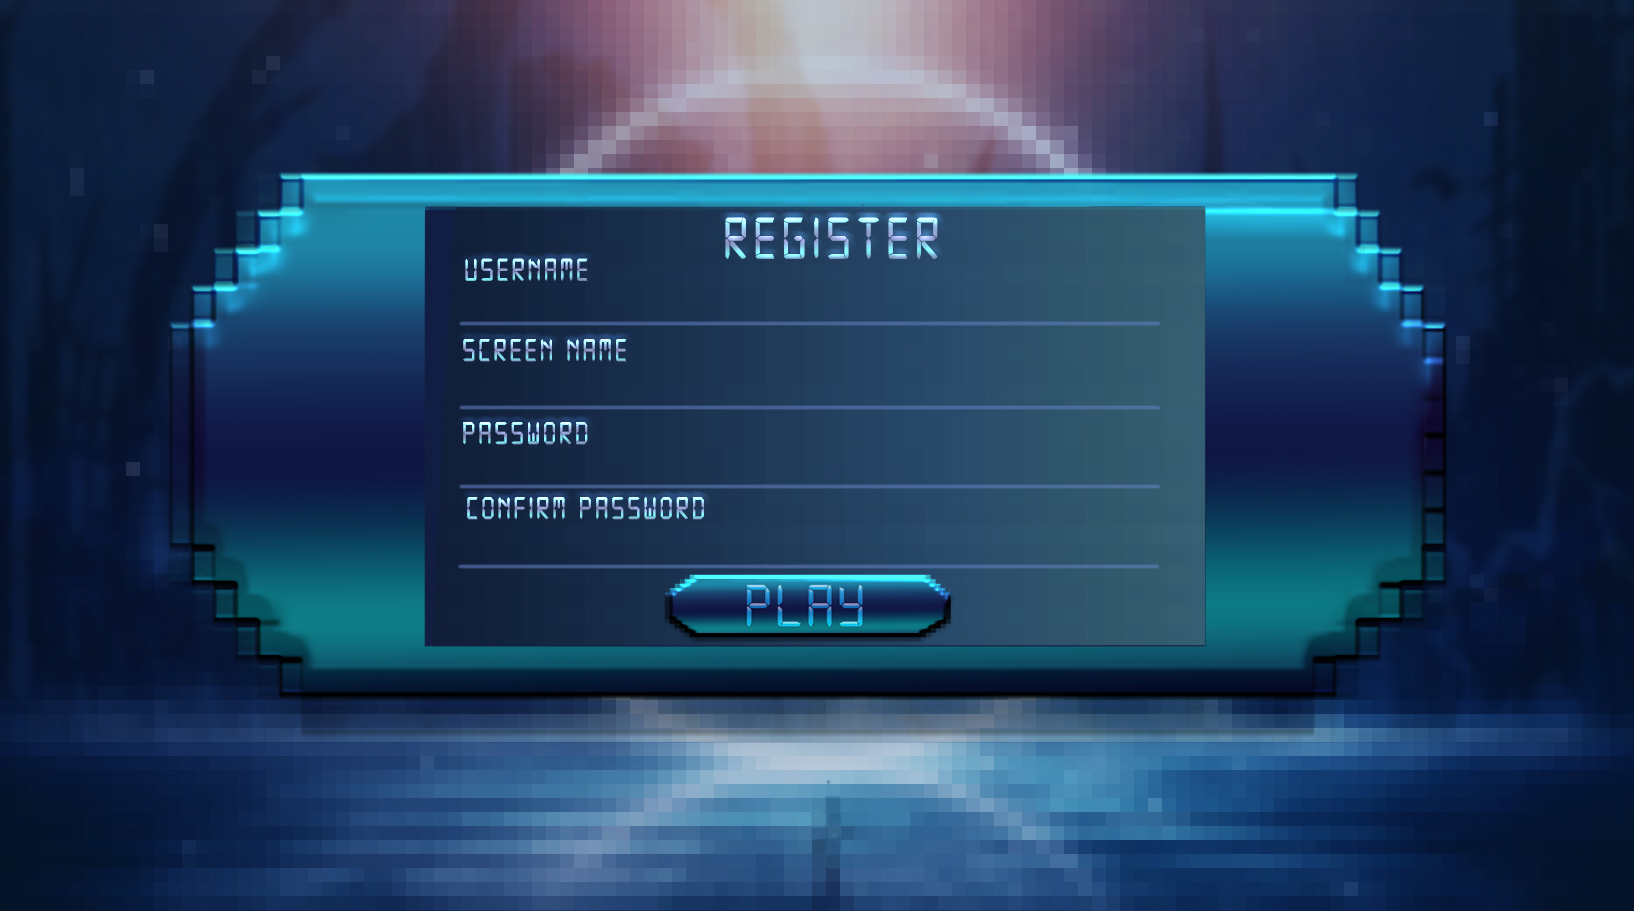 REGISTER
USERNAME
SCREEN NAME
PASSWORD
CONFIRM PASSWORD
PLAY